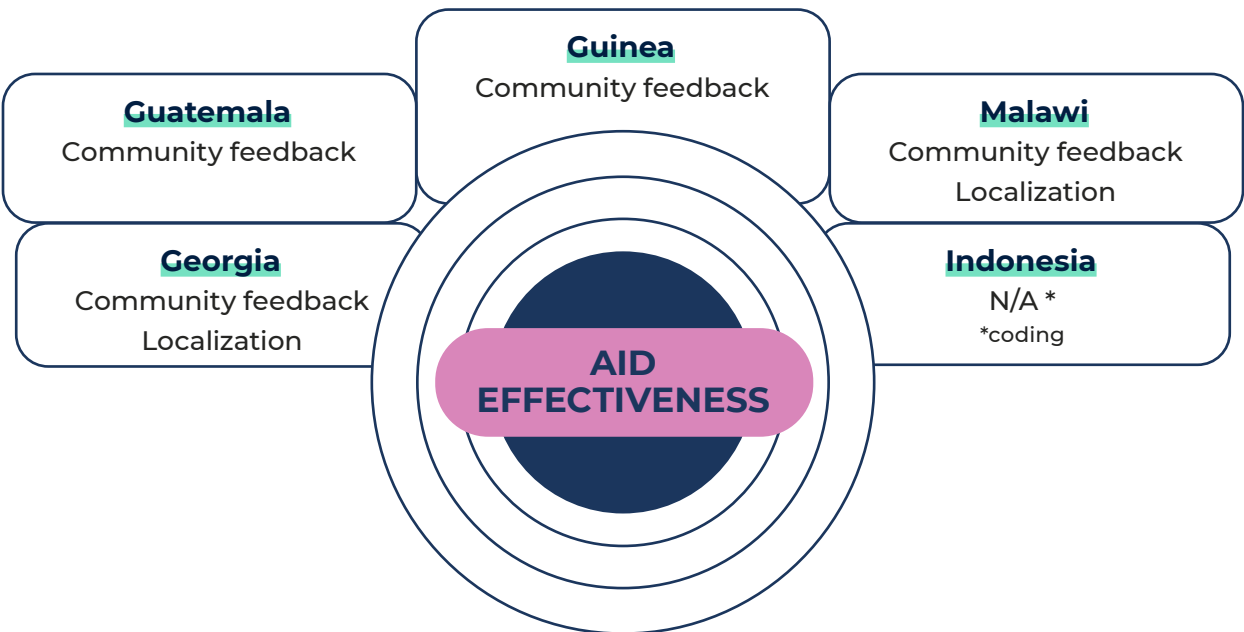 Guinea
Community feedback
Guatemala
Community feedback
Malawi
Community feedback
Localization
Georgia
Community feedback
Localization
Indonesia
N/A *
*coding
AID
EFFECTIVENESS